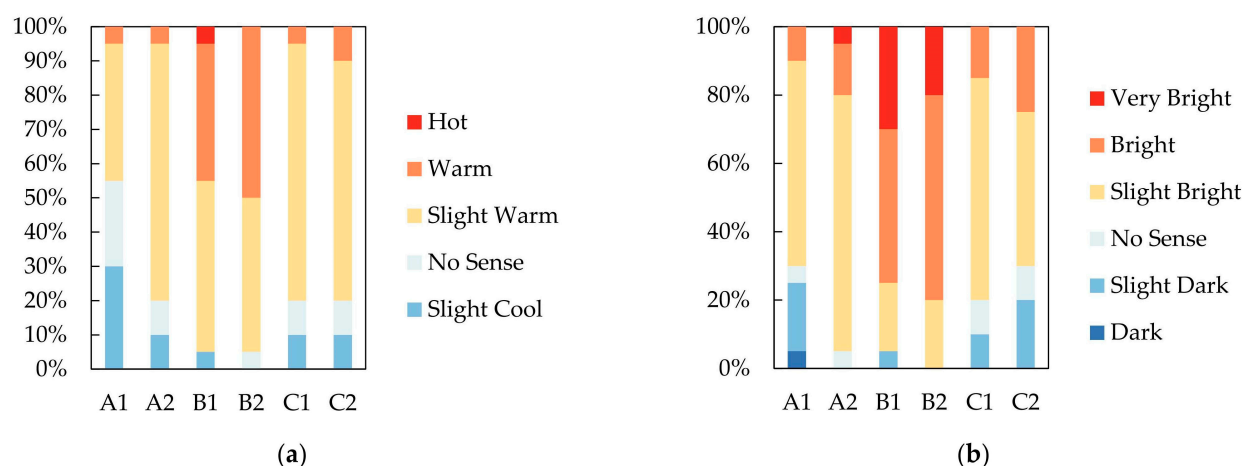 100%
90%
80%
70%
60%
50%
40%
30%
20%
10%
0%
A1 A2 B1 B2 C1 C2
Hot
Warm
Slight Warm
No Sense
Slight Cool
(a)
100%
80%
60%
40%
20%
0%
A1 A2 B1 B2 C1 C2
Very Bright
Bright
Slight Bright
No Sense
Slight Dark
Dark
(b)